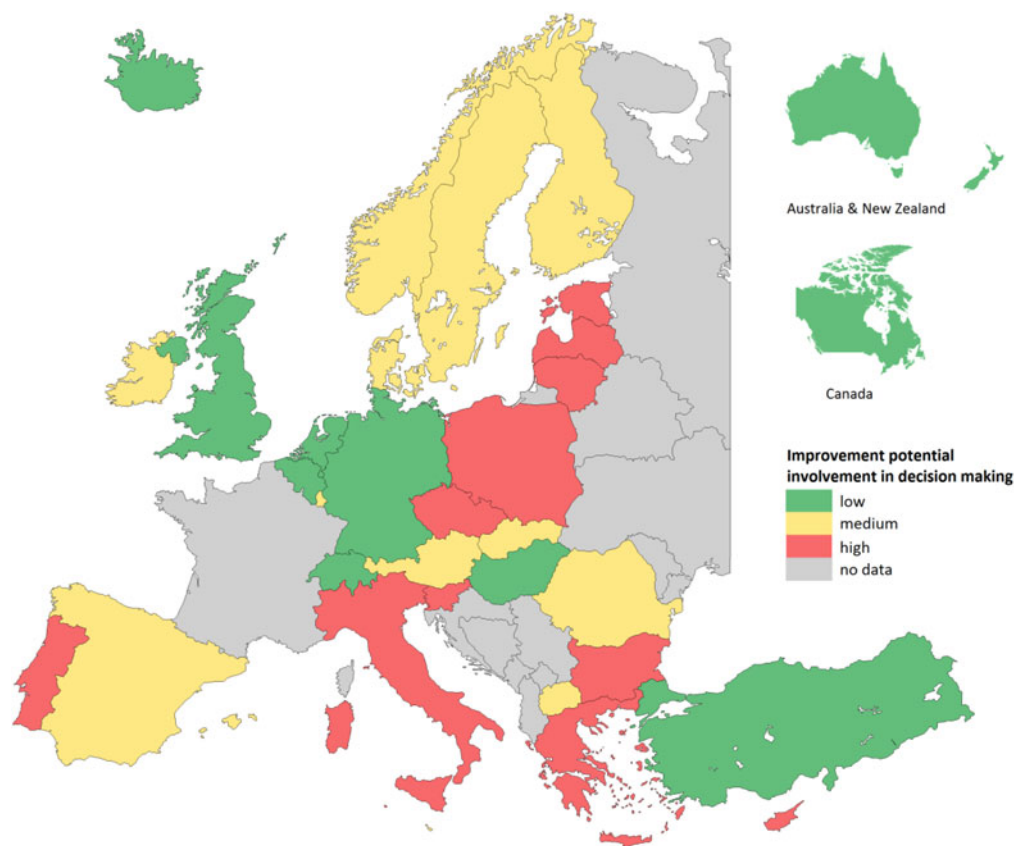 Australia & New Zealand
Canada
Improvement potential
involvement in decision making
low
medium
high
no data